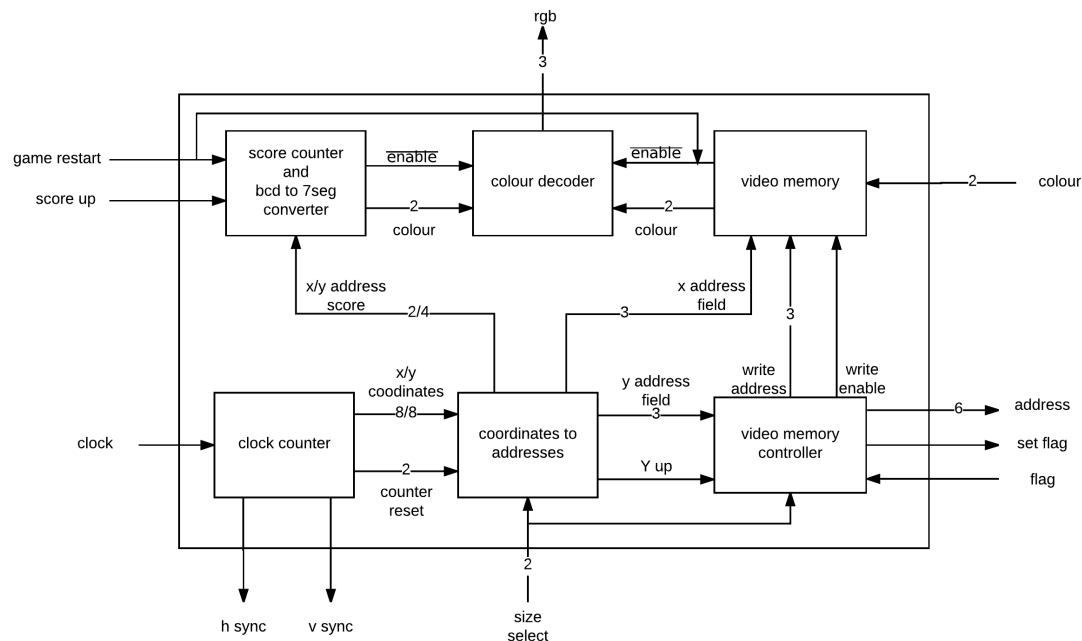 rgb
3
game restart
score up
score counter
and
bcd to 7seg
converter
enable
2
colour
colour decoder
enable
2
colour
video memory
2
colour
x/y address
score
2/4
x address
field
3
3
write
address
write
enable
x/y
coodinates
8/8
clock
clock counter
2
counter
reset
coordinates to
addresses
y address
field
3
Y up
video memory
controller
6
address
set flag
flag
2
size
select
h sync
v sync